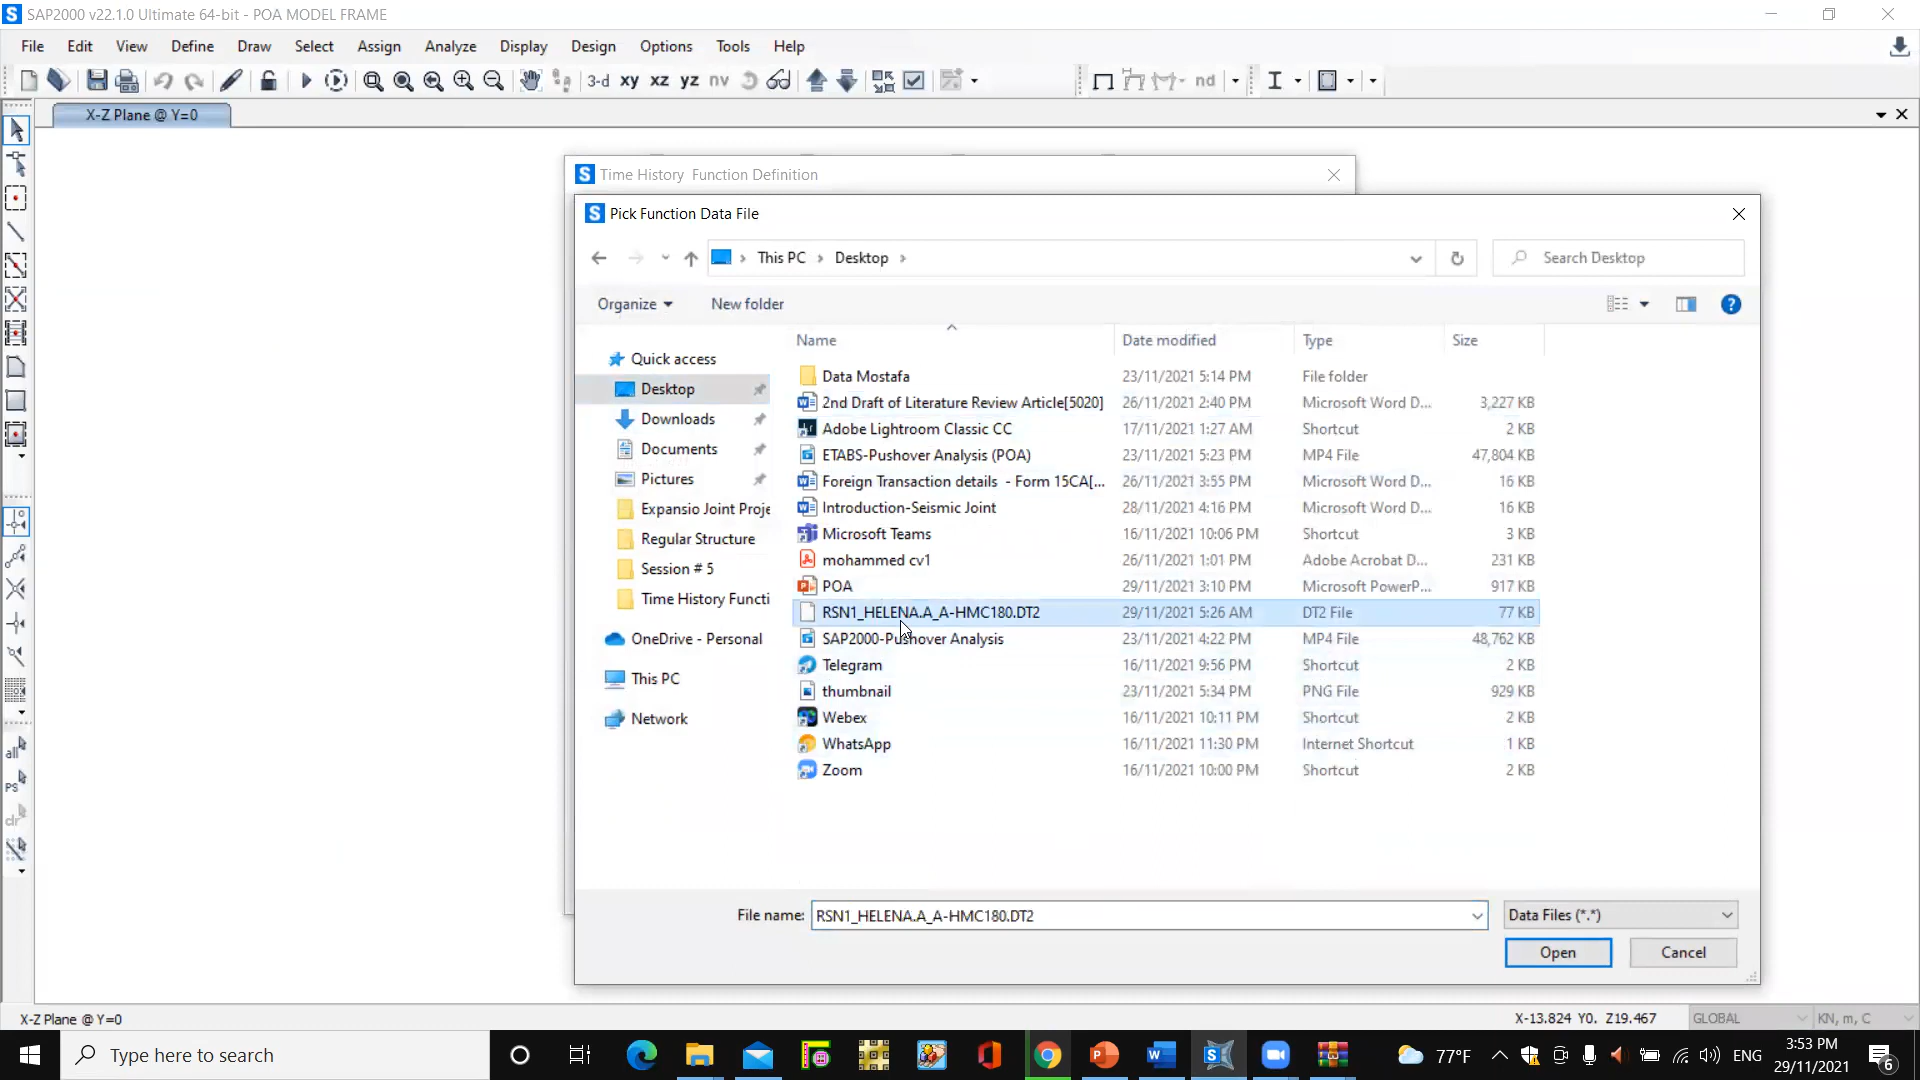 SAP2000 v22.1.0 Ultimate 64-bit - POA MODEL FRAME
File Edit View Define Draw Select Assign Analyze Display Design Options Tools Help
3-d xy xz yz nv nd
X-Z Plane @ Y=0
Time History Function Definition
Pick Function Data File
This PC Desktop
Search Desktop
Organize New folder
Name Date modified Type Size
Quick access
Desktop
Downloads
Documents
Pictures
Expansio Joint Proje
Regular Structure
Session # 5
Time History Functi
OneDrive - Personal
This PC
Network
Data Mostafa 23/11/2021 5:14 PM File folder
2nd Draft of Literature Review Article[5020] 26/11/2021 2:40 PM Microsoft Word D... 3,227 KB
Adobe Lightroom Classic CC 17/11/2021 1:27 AM Shortcut 2 KB
ETABS-Pushover Analysis (POA) 23/11/2021 5:23 PM MP4 File 47,804 KB
Foreign Transaction details - Form 15CA[... 26/11/2021 3:55 PM Microsoft Word D... 16 KB
Introduction-Seismic Joint 28/11/2021 4:16 PM Microsoft Word D... 16 KB
Microsoft Teams 16/11/2021 10:06 PM Shortcut 3 KB
mohammed cv1 26/11/2021 1:01 PM Adobe Acrobat D... 231 KB
POA 29/11/2021 3:10 PM Microsoft PowerP... 917 KB
RSN1_HELENA.A_A-HMC180.DT2 29/11/2021 5:26 AM DT2 File 77 KB
SAP2000-Pushover Analysis 23/11/2021 4:22 PM MP4 File 48,762 KB
Telegram 16/11/2021 9:56 PM Shortcut 2 KB
thumbnail 23/11/2021 5:34 PM PNG File 929 KB
Webex 16/11/2021 10:11 PM Shortcut 2 KB
WhatsApp 16/11/2021 11:30 PM Internet Shortcut 1 KB
Zoom 16/11/2021 10:00 PM Shortcut 2 KB
File name: RSN1_HELENA.A_A-HMC180.DT2 Data Files (*.*)
Open Cancel
all
PS
dr
X-Z Plane @ Y=0 X-13.824 Y0. Z19.467 GLOBAL KN, m, C
Type here to search 77°F ENG 3:53 PM
29/11/2021 6